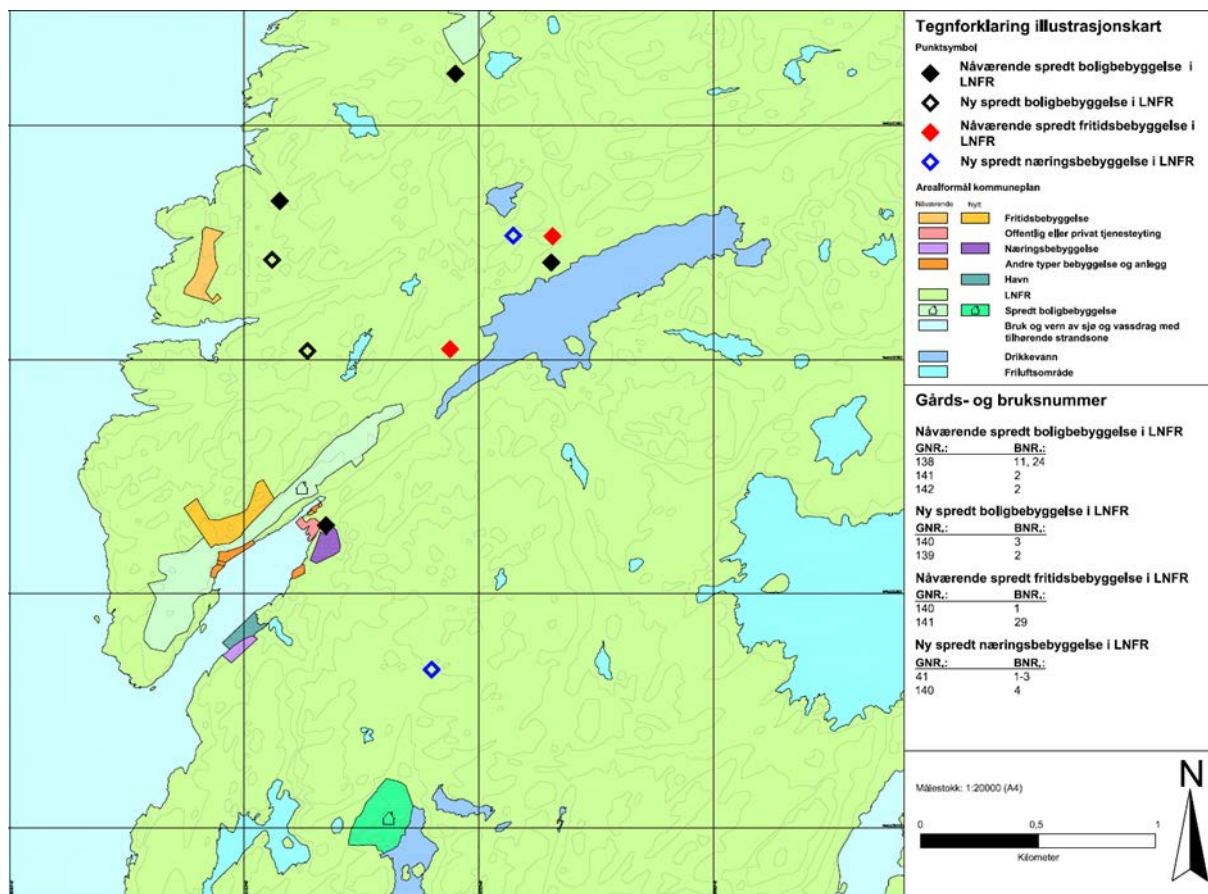 Tegnforklaring illustrasjonskart
Punktsymbol
Nåværende spredt boligbebyggelse i
LNFR
Ny spredt boligbebyggelse i LNFR
Nåværende spredt fritidsbebyggelse i
LNFR
Ny spredt næringsbebyggelse i LNFR
Arealformål kommuneplan
Nåværende Nytt
Fritidsbebyggelse
Offentlig eller privat tjenesteyting
Næringsbebyggelse
Andre typer bebyggelse og anlegg
Havn
LNFR
Spredt boligbebyggelse
Bruk og vern av sjø og vassdrag med
tilhørende strandsone
Drikkevann
Friluftsområde
Gårds- og bruksnummer
Nåværende spredt boligbebyggelse i LNFR
GNR.: BNR.:
138 11, 24
141 2
142 2
Ny spredt boligbebyggelse i LNFR
GNR.: BNR.:
140 3
139 2
Nåværende spredt fritidsbebyggelse i LNFR
GNR.: BNR.:
140 1
141 29
Ny spredt næringsbebyggelse i LNFR
GNR.: BNR.:
41 1-3
140 4
Målestokk: 1:20000 (A4)
N
0 0,5 1
Kilometer